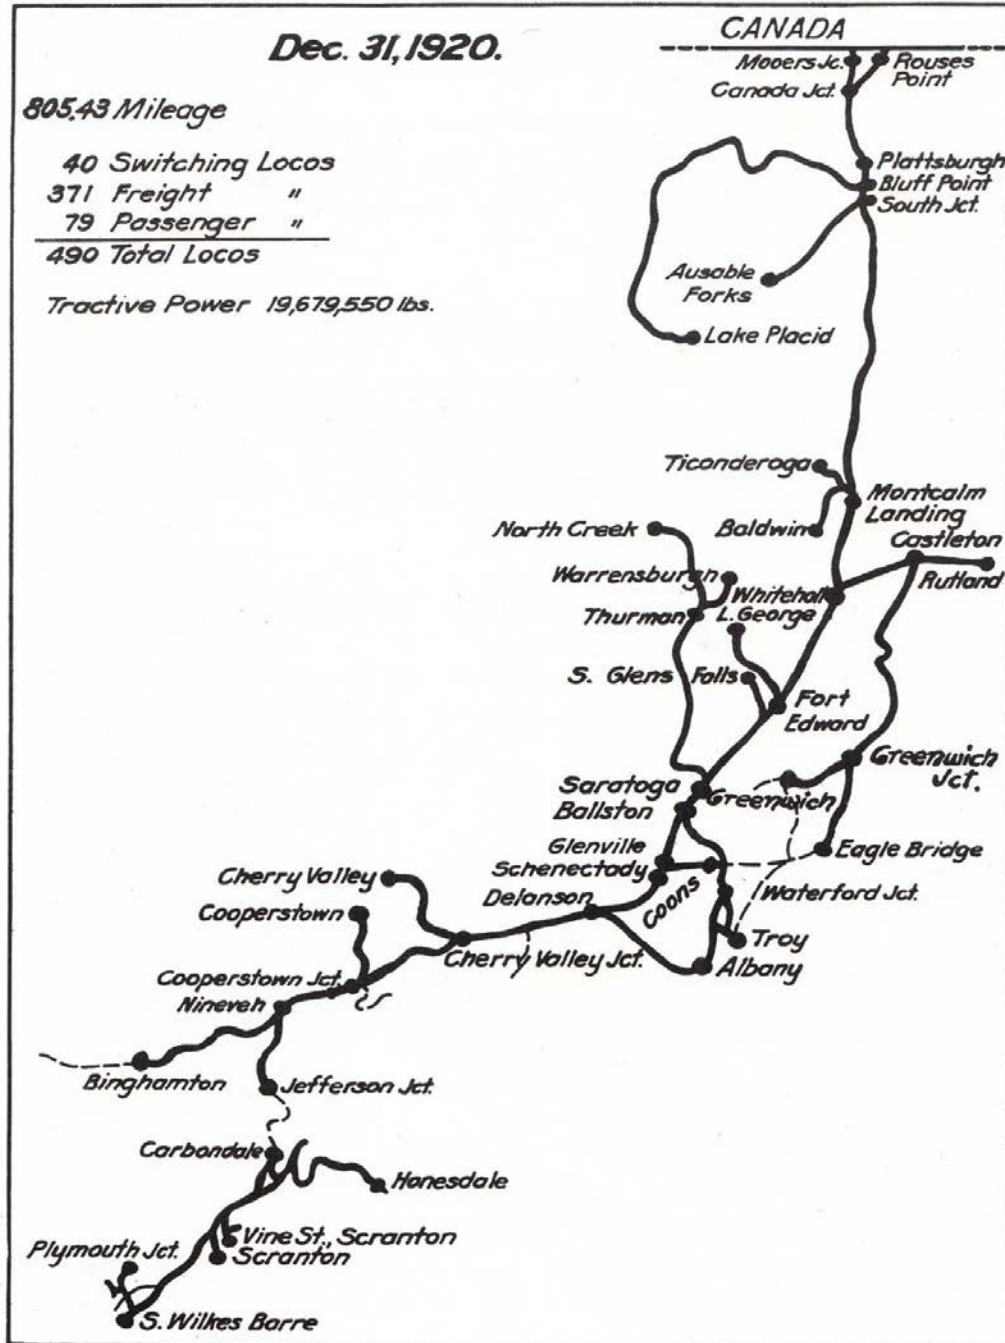 CANADA
Dec. 31, 1920.
Mooers Jc.
Rouses
Point
Canada Jct.
805.43 Mileage
40 Switching Locos
371 Freight "
79 Passenger "
490 Total Locos
Tractive Power 19,679,550 lbs.
Plattsburgh
Bluff Point
South Jct.
Ausable
Forks
Lake Placid
Ticonderoga
Montcalm
Landing
North Creek
Baldwin
Castleton
Warrensburgh
Whitehall
Rutland
Thurman
L. George
S. Glens Falls
Fort
Edward
Greenwich
Jct.
Saratoga
Greenwich
Ballston
Glenville
Eagle Bridge
Schenectady
Cherry Valley
Coons
Waterford Jct.
Delanson
Cooperstown
Troy
Cherry Valley Jct.
Albany
Cooperstown Jct.
Nineveh
Binghamton
Jefferson Jct.
Carbondale
Honesdale
Vine St., Scranton
Plymouth Jct.
Scranton
S. Wilkes Barre